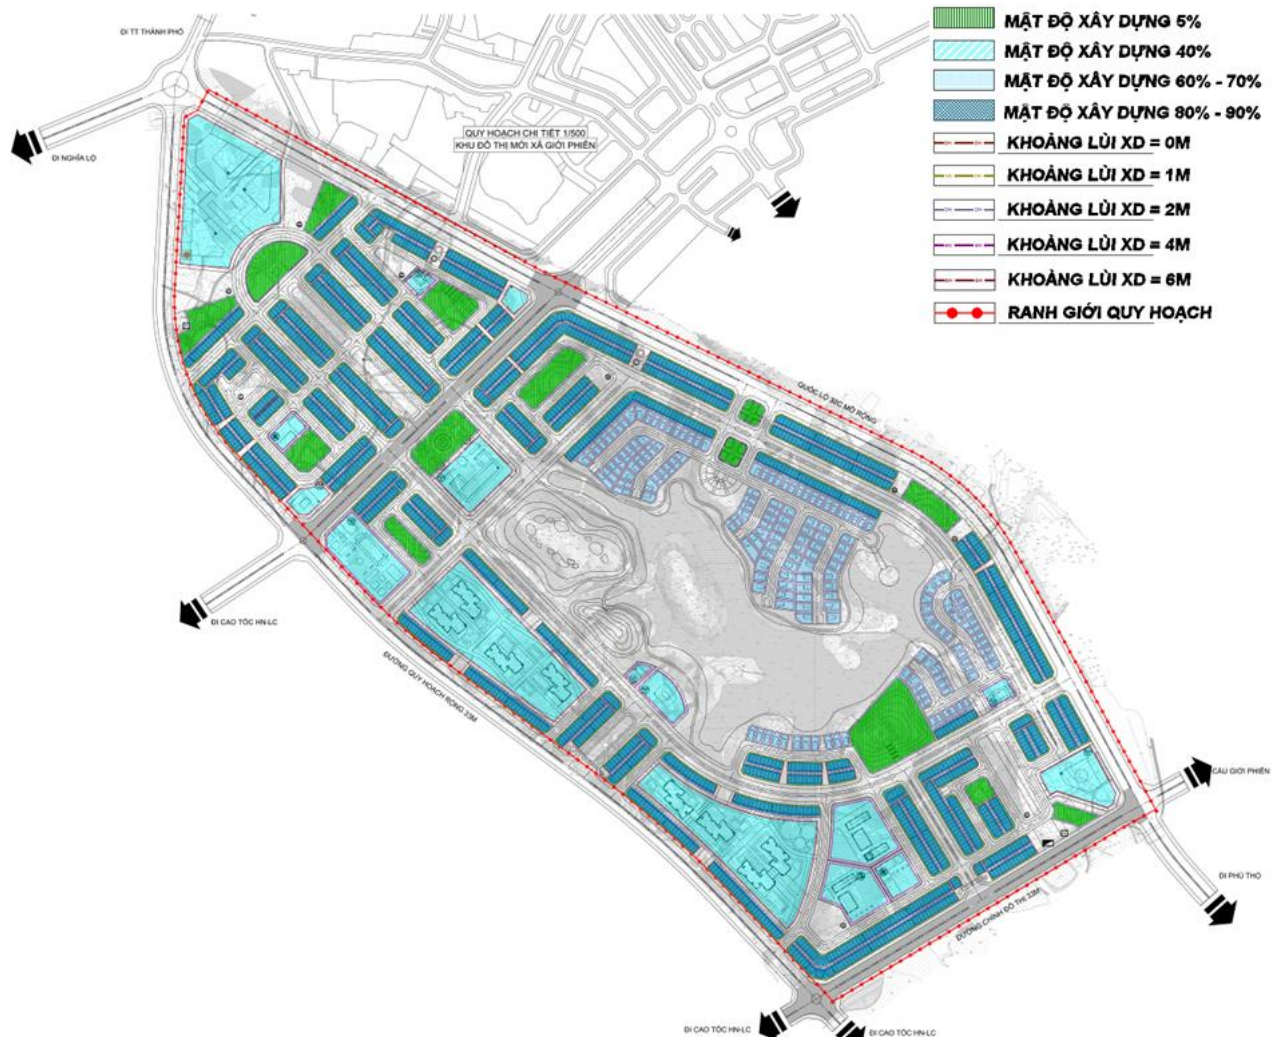 ĐI TT THÀNH PHỐ
MẬT ĐỘ XÂY DỰNG 5%
MẬT ĐỘ XÂY DỰNG 40%
MẬT ĐỘ XÂY DỰNG 60% - 70%
MẬT ĐỘ XÂY DỰNG 80% - 90%
KHOẢNG LÙI XD = 0M
KHOẢNG LÙI XD = 1M
KHOẢNG LÙI XD = 2M
KHOẢNG LÙI XD = 4M
KHOẢNG LÙI XD = 6M
RANH GIỚI QUY HOẠCH
QUY HOẠCH CHI TIẾT 1/500
KHU ĐÔ THỊ MỚI XÃ GIỚI PHIÊN
ĐI NGHĨA LỘ
QUỐC LỘ 32C MỞ RỘNG
ĐI CAO TỐC HN-LC
ĐƯỜNG QUY HOẠCH RỘNG 33M
CẦU GIỚI PHIÊN
ĐI PHÚ THỌ
ĐƯỜNG CHÍNH ĐÔ THỊ 33M
ĐI CAO TỐC HN-LC
ĐI CAO TỐC HN-LC